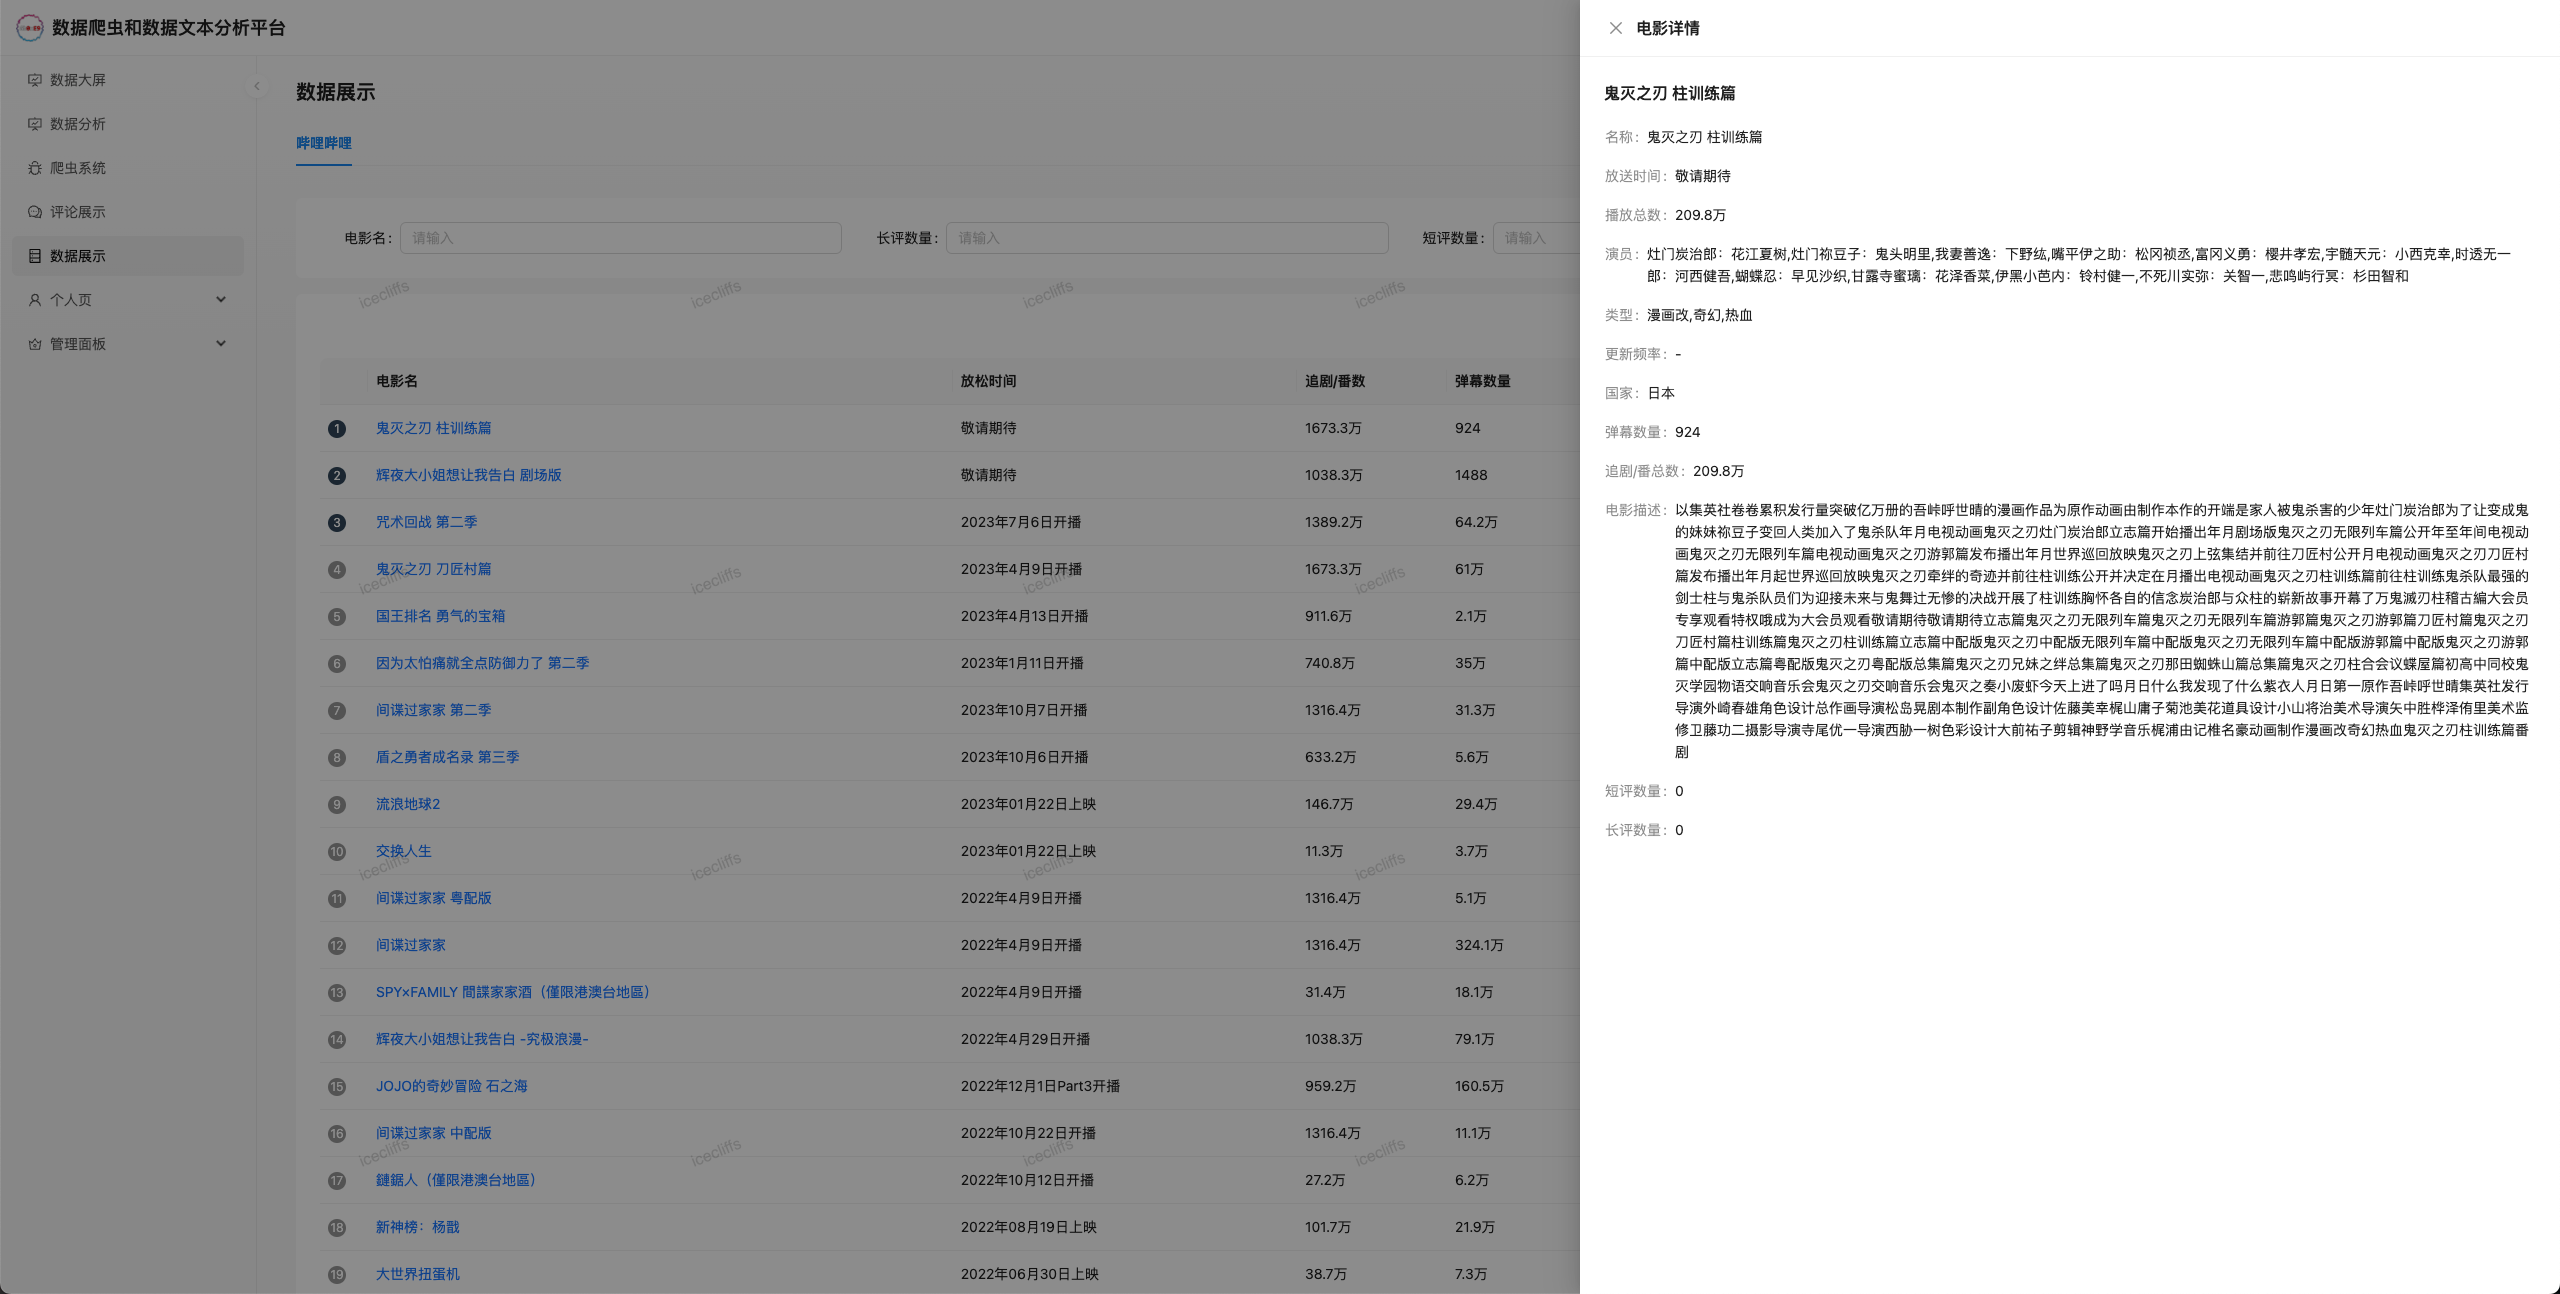 数据爬虫和数据文本分析平台
数据大屏
数据分析
爬虫系统
评论展示
数据展示
个人页
管理面板
数据展示
哔哩哔哩
电影名： 请输入 长评数量： 请输入 短评数量： 请输入
icecliffs icecliffs icecliffs icecliffs
电影名 放松时间 追剧/番数 弹幕数量
1 鬼灭之刃 柱训练篇 敬请期待 1673.3万 924
2 辉夜大小姐想让我告白 剧场版 敬请期待 1038.3万 1488
3 咒术回战 第二季 2023年7月6日开播 1389.2万 64.2万
4 鬼灭之刃 刀匠村篇 2023年4月9日开播 1673.3万 61万
icecliffs icecliffs icecliffs icecliffs
5 国王排名 勇气的宝箱 2023年4月13日开播 911.6万 2.1万
6 因为太怕痛就全点防御力了 第二季 2023年1月11日开播 740.8万 35万
7 间谍过家家 第二季 2023年10月7日开播 1316.4万 31.3万
8 盾之勇者成名录 第三季 2023年10月6日开播 633.2万 5.6万
9 流浪地球2 2023年01月22日上映 146.7万 29.4万
10 交换人生 2023年01月22日上映 11.3万 3.7万
icecliffs icecliffs icecliffs icecliffs
11 间谍过家家 粤配版 2022年4月9日开播 1316.4万 5.1万
12 间谍过家家 2022年4月9日开播 1316.4万 324.1万
13 SPY×FAMILY 間諜家家酒（僅限港澳台地區） 2022年4月9日开播 31.4万 18.1万
14 辉夜大小姐想让我告白 -究极浪漫- 2022年4月29日开播 1038.3万 79.1万
15 JOJO的奇妙冒险 石之海 2022年12月1日Part3开播 959.2万 160.5万
16 间谍过家家 中配版 2022年10月22日开播 1316.4万 11.1万
icecliffs icecliffs icecliffs icecliffs
17 鏈鋸人（僅限港澳台地區） 2022年10月12日开播 27.2万 6.2万
18 新神榜：杨戬 2022年08月19日上映 101.7万 21.9万
19 大世界扭蛋机 2022年06月30日上映 38.7万 7.3万
电影详情
鬼灭之刃 柱训练篇
名称： 鬼灭之刃 柱训练篇
放送时间： 敬请期待
播放总数： 209.8万
演员： 灶门炭治郎：花江夏树,灶门祢豆子：鬼头明里,我妻善逸：下野纮,嘴平伊之助：松冈祯丞,富冈义勇：樱井孝宏,宇髄天元：小西克幸,时透无一
郎：河西健吾,蝴蝶忍：早见沙织,甘露寺蜜璃：花泽香菜,伊黑小芭内：铃村健一,不死川实弥：关智一,悲鸣屿行冥：杉田智和
类型： 漫画改,奇幻,热血
更新频率： -
国家： 日本
弹幕数量： 924
追剧/番总数： 209.8万
电影描述： 以集英社卷卷累积发行量突破亿万册的吾峠呼世晴的漫画作品为原作动画由制作本作的开端是家人被鬼杀害的少年灶门炭治郎为了让变成鬼
的妹妹祢豆子变回人类加入了鬼杀队年月电视动画鬼灭之刃灶门炭治郎立志篇开始播出年月剧场版鬼灭之刃无限列车篇公开年至年间电视动
画鬼灭之刃无限列车篇电视动画鬼灭之刃游郭篇发布播出年月世界巡回放映鬼灭之刃上弦集结并前往刀匠村公开月电视动画鬼灭之刃刀匠村
篇发布播出年月起世界巡回放映鬼灭之刃牵绊的奇迹并前往柱训练公开并决定在月播出电视动画鬼灭之刃柱训练篇前往柱训练鬼杀队最强的
剑士柱与鬼杀队员们为迎接未来与鬼舞辻无惨的决战开展了柱训练胸怀各自的信念炭治郎与众柱的崭新故事开幕了万鬼滅刃柱稽古編大会员
专享观看特权哦成为大会员观看敬请期待敬请期待立志篇鬼灭之刃无限列车篇鬼灭之刃无限列车篇游郭篇鬼灭之刃游郭篇刀匠村篇鬼灭之刃
刀匠村篇柱训练篇鬼灭之刃柱训练篇立志篇中配版鬼灭之刃中配版无限列车篇中配版鬼灭之刃无限列车篇中配版游郭篇中配版鬼灭之刃游郭
篇中配版立志篇粤配版鬼灭之刃粤配版总集篇鬼灭之刃兄妹之绊总集篇鬼灭之刃那田蜘蛛山篇总集篇鬼灭之刃柱合会议蝶屋篇初高中同校鬼
灭学园物语交响音乐会鬼灭之刃交响音乐会鬼灭之奏小废虾今天上进了吗月日什么我发现了什么紫衣人月日第一原作吾峠呼世晴集英社发行
导演外崎春雄角色设计总作画导演松岛晃剧本制作副角色设计佐藤美幸梶山庸子菊池美花道具设计小山将治美术导演矢中胜桦泽侑里美术监
修卫藤功二摄影导演寺尾优一导演西胁一树色彩设计大前祐子剪辑神野学音乐梶浦由记椎名豪动画制作漫画改奇幻热血鬼灭之刃柱训练篇番
剧
短评数量： 0
长评数量： 0